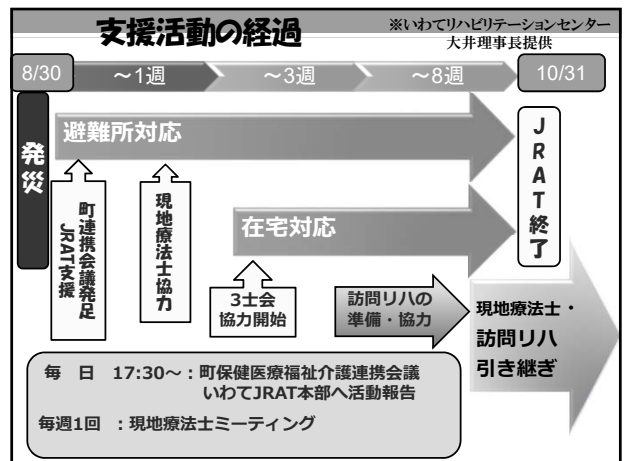 支援活動の経過
※いわてリハビリテーションセンター
大井理事長提供
8/30
～1週
～3週
～8週
10/31
発災
避難所対応
JRAT終了
町連携会議発足
JRAT支援
現地療法士協力
在宅対応
3士会
協力開始
訪問リハの
準備・協力
現地療法士・
訪問リハ
引き継ぎ
毎　日　17:30～：町保健医療福祉介護連携会議
いわてJRAT本部へ活動報告
毎週1回　：現地療法士ミーティング